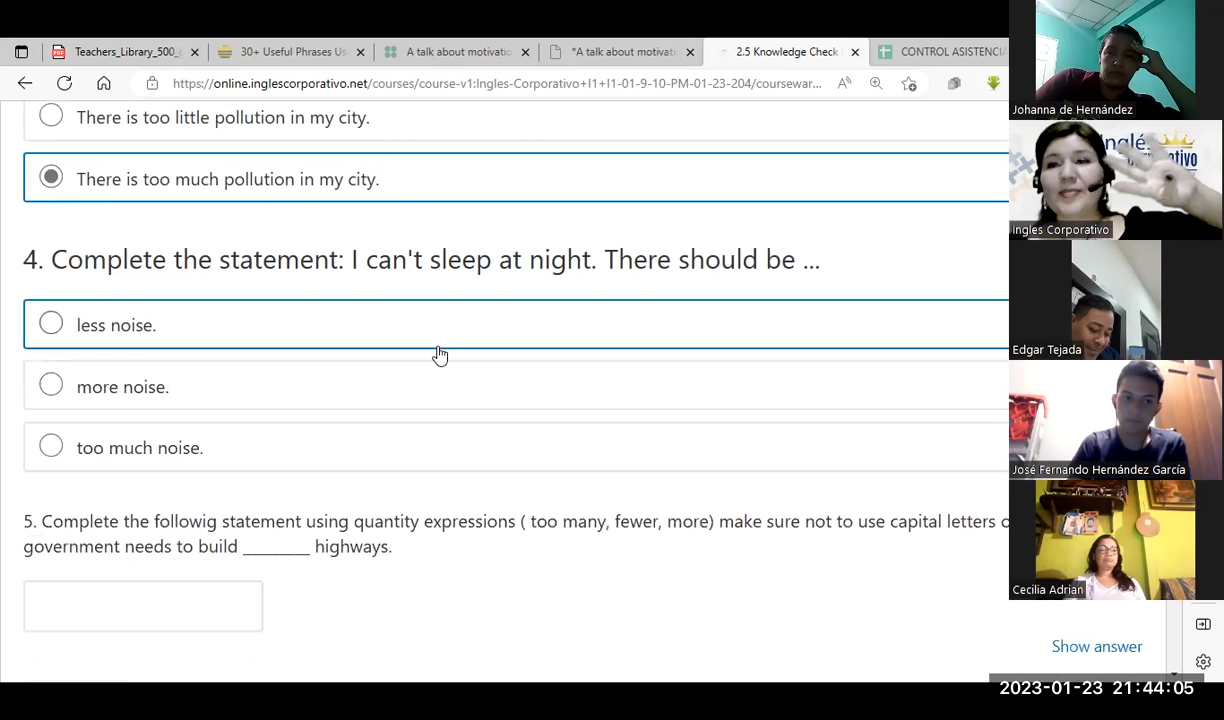 Teachers_Library_500_
30+ Useful Phrases Us
A talk about motivatio
*A talk about motivati
2.5 Knowledge Check
CONTROL ASISTENCIA
https://online.inglescorporativo.net/courses/course-v1:Ingles-Corporativo+I1+I1-01-9-10-PM-01-23-204/coursewar...
There is too little pollution in my city.
There is too much pollution in my city.
4. Complete the statement: I can't sleep at night. There should be ...
less noise.
more noise.
too much noise.
5. Complete the followig statement using quantity expressions ( too many, fewer, more) make sure not to use capital letters o
government needs to build ________ highways.
Show answer
Johanna de Hernández
Ingles Corporativo
Edgar Tejada
José Fernando Hernández García
Cecilia Adrian
2023-01-23 21:44:05